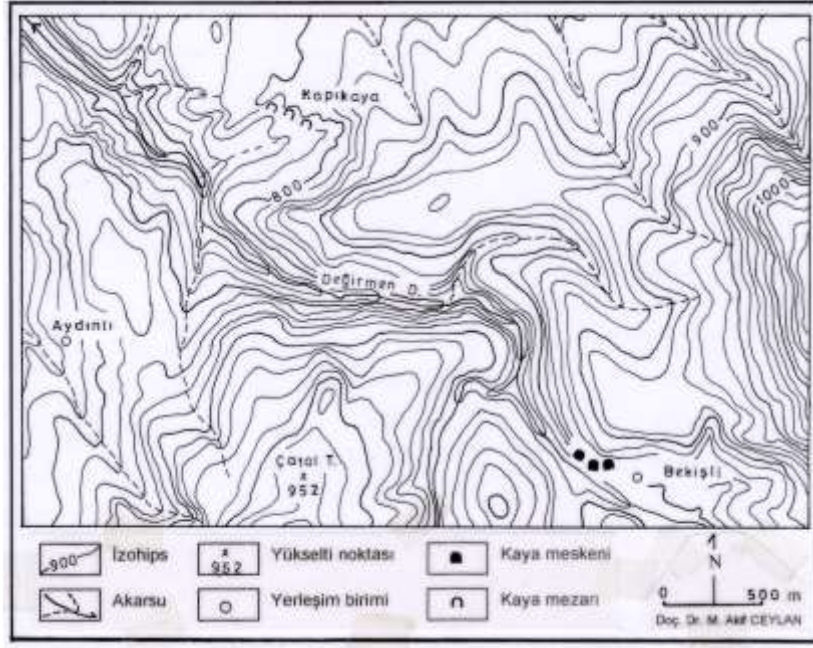 Kapıkaya
900
800
1000
Değirmen D.
Aydınlı
Çatal T.
x
952
Bekişli
900 İzohips
x
952 Yükselti noktası
Kaya meskeni
Akarsu
Yerleşim birimi
Kaya mezarı
N
0 500 m
Doç. Dr. M. Akif CEYLAN